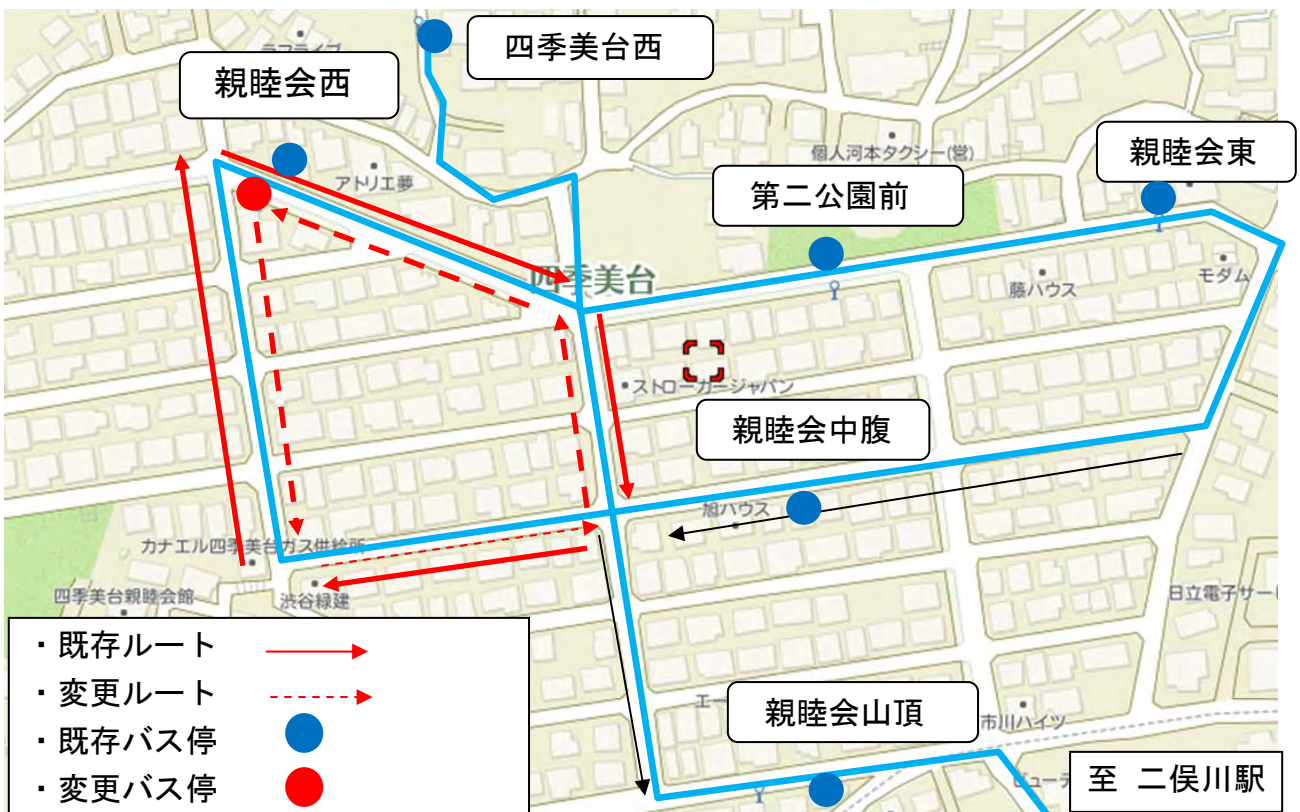 四季美台西
親睦会西
親睦会東
個人河本タクシー(営)
アトリエ夢
第二公園前
四季美台
藤ハウス
モダム
ストローカージャパン
親睦会中腹
旭ハウス
カナエル四季美台ガス供給所
四季美台親睦会館
渋谷緑建
日立電子サー
・既存ルート
・変更ルート
・既存バス停
・変更バス停
エー
親睦会山頂
市川ハイツ
至 二俣川駅